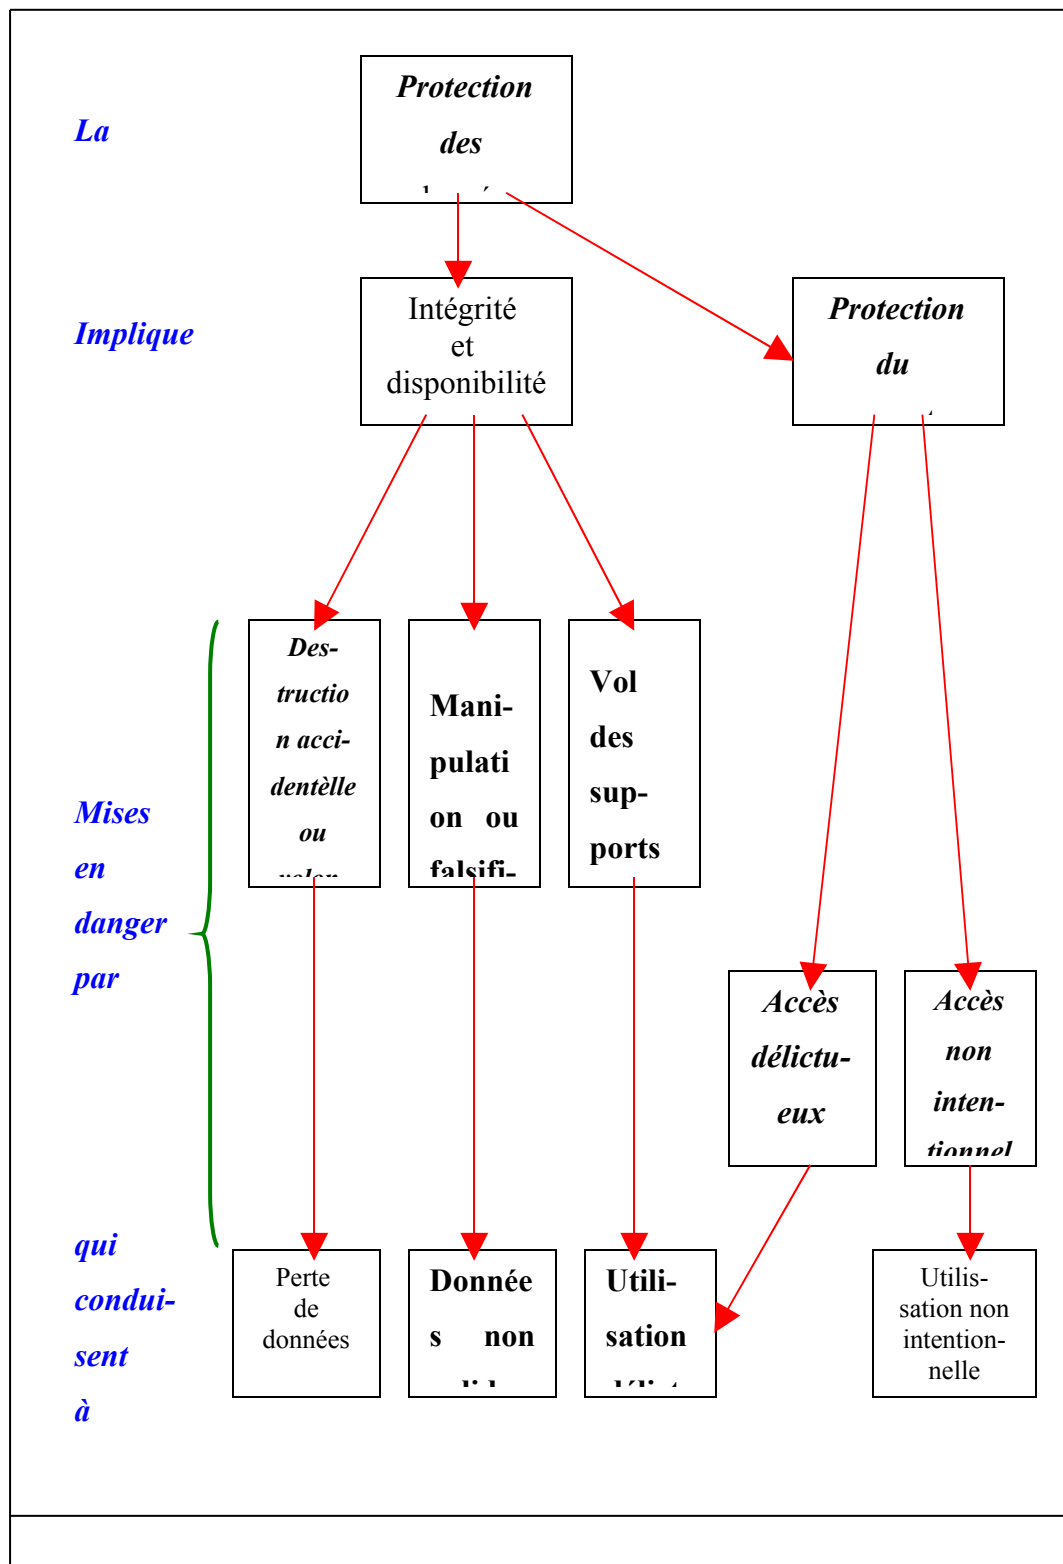 La
Protection
des
Implique
Intégrité
et
disponibilité
Protection
du
Mises
en
danger
par
Des-
tructio
n acci-
dentèlle
ou
Mani-
pulati
on ou
falsifi-
Vol
des
sup-
ports
Accès
délictu-
eux
Accès
non
inten-
tionnel
qui
condui-
sent
à
Perte
de
données
Donnée
s non
Utili-
sation
Utilis-
sation non
intention-
nelle